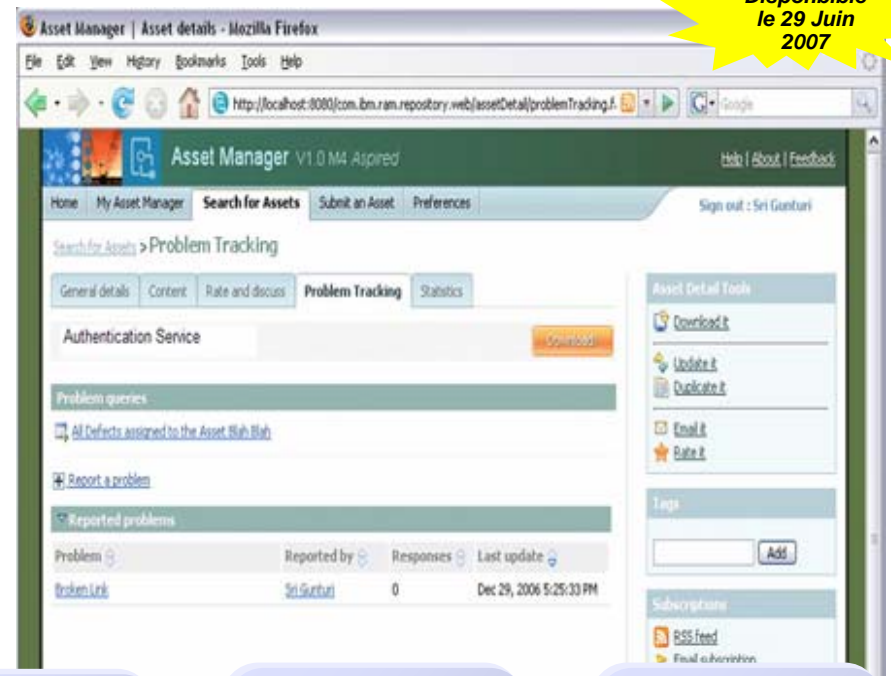 Disponbible
le 29 Juin
2007
Asset Manager | Asset details - Mozilla Firefox
File Edit View History Bookmarks Tools Help
http://localhost:8080/com.ibm.ram.repository.web/assetDetail/problemTracking.f
Google
Asset Manager V1.0 M4 Aspired
Help | About | Feedback
Home My Asset Manager Search for Assets Submit an Asset Preferences
Sign out : Sri Gunturi
Search for Assets > Problem Tracking
General details Content Rate and discuss Problem Tracking Statistics
Asset Detail Tools
Download it
Authentication Service
Download
Update it
Duplicate it
Problem queries
All Defects assigned to the Asset Blah Blah
Email it
Rate it
Report a problem
Tags
Reported problems
Problem Reported by Responses Last update
Add
Broken Link Sri Gunturi 0 Dec 29, 2006 5:25:33 PM
Subscriptions
RSS feed
Email subscription